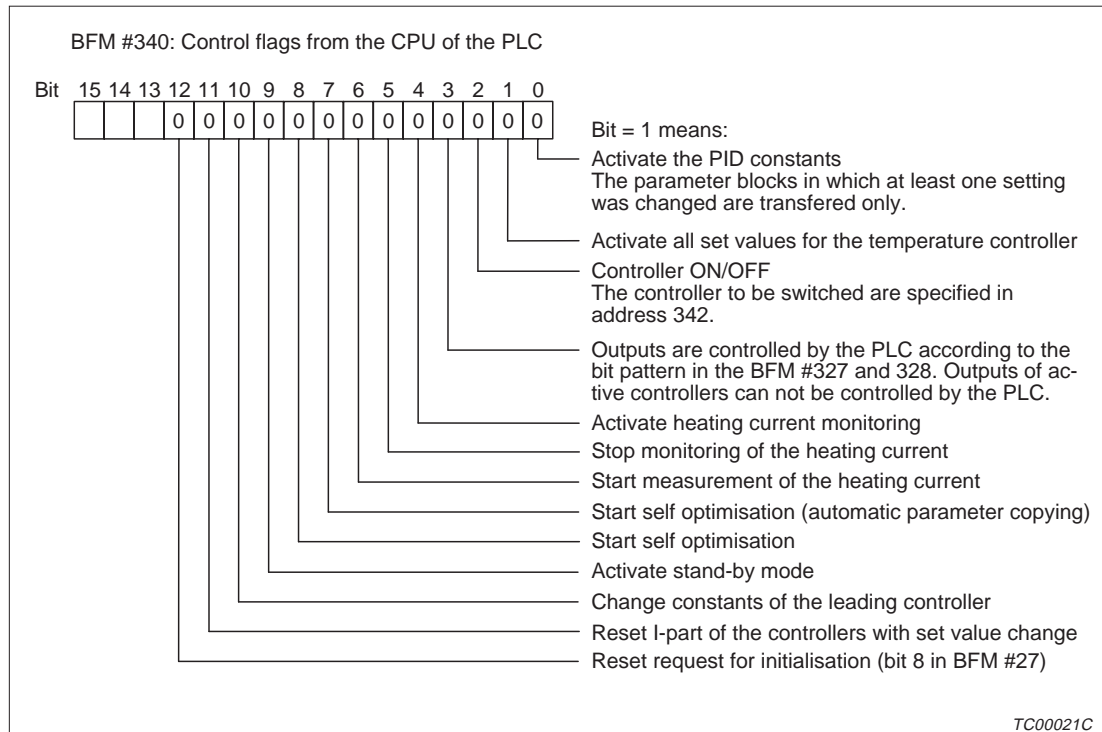 BFM #340: Control flags from the CPU of the PLC
Bit 15 14 13 12 11 10 9 8 7 6 5 4 3 2 1 0
0 0 0 0 0 0 0 0 0 0 0 0 0
Bit = 1 means:
Activate the PID constants
The parameter blocks in which at least one setting
was changed are transfered only.
Activate all set values for the temperature controller
Controller ON/OFF
The controller to be switched are specified in
address 342.
Outputs are controlled by the PLC according to the
bit pattern in the BFM #327 and 328. Outputs of ac-
tive controllers can not be controlled by the PLC.
Activate heating current monitoring
Stop monitoring of the heating current
Start measurement of the heating current
Start self optimisation (automatic parameter copying)
Start self optimisation
Activate stand-by mode
Change constants of the leading controller
Reset I-part of the controllers with set value change
Reset request for initialisation (bit 8 in BFM #27)
TC00021C